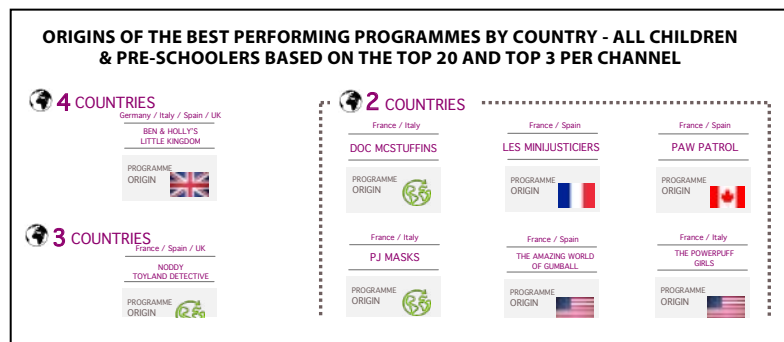 ORIGINS OF THE BEST PERFORMING PROGRAMMES BY COUNTRY - ALL CHILDREN
& PRE-SCHOOLERS BASED ON THE TOP 20 AND TOP 3 PER CHANNEL
4 COUNTRIES
Germany / Italy / Spain / UK
BEN & HOLLY'S
LITTLE KINGDOM
PROGRAMME
ORIGIN
3 COUNTRIES
France / Spain / UK
NODDY
TOYLAND DETECTIVE
PROGRAMME
ORIGIN
2 COUNTRIES
France / Italy
DOC MCSTUFFINS
PROGRAMME
ORIGIN
France / Spain
LES MINIJUSTICIERS
PROGRAMME
ORIGIN
France / Spain
PAW PATROL
PROGRAMME
ORIGIN
France / Italy
PJ MASKS
PROGRAMME
ORIGIN
France / Spain
THE AMAZING WORLD
OF GUMBALL
PROGRAMME
ORIGIN
France / Italy
THE POWERPUFF
GIRLS
PROGRAMME
ORIGIN